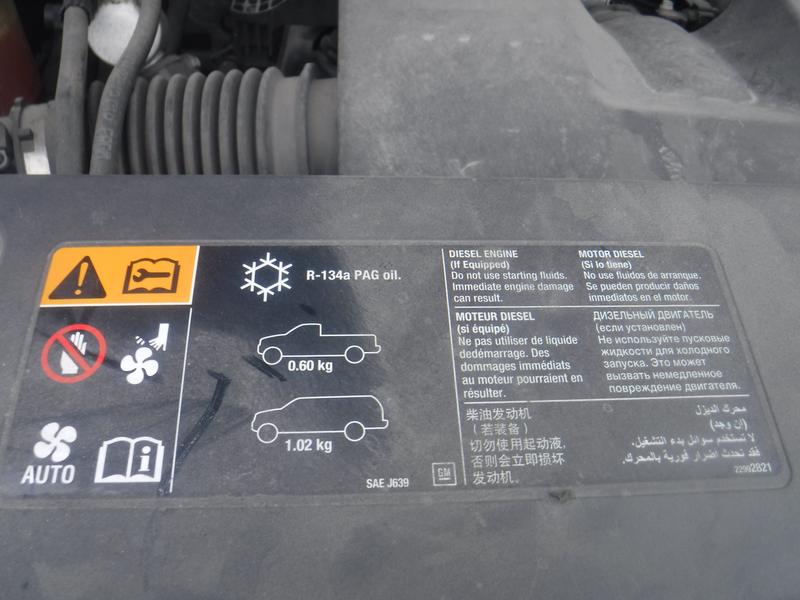 R-134a PAG oil.
0.60 kg
1.02 kg
AUTO
SAE J639
GM
DIESEL ENGINE
(If Equipped)
Do not use starting fluids.
Immediate engine damage
can result.
MOTOR DIESEL
(Si lo tiene)
No use fluidos de arranque.
Se pueden producir daños
inmediatos en el motor.
MOTEUR DIESEL
(si équipé)
Ne pas utiliser de liquide
dedémarrage. Des
dommages immédiats
au moteur pourraient en
résulter.
ДИЗЕЛЬНЫЙ ДВИГАТЕЛЬ
(если установлен)
Не используйте пусковые
жидкости для холодного
запуска. Это может
вызвать немедленное
повреждение двигателя.
柴油发动机
（若装备）
切勿使用起动液,
否则会立即损坏
发动机。
محرك الديزل
(إن وجد)
لا تستخدم سوائل بدء التشغيل،
فقد تحدث اضرار فورية بالمحرك.
22992821